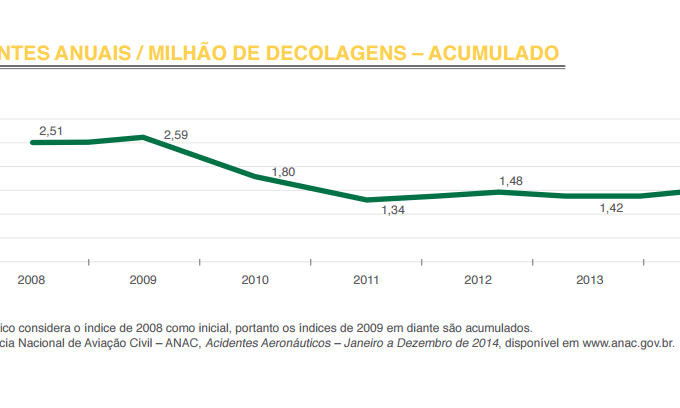 NTES ANUAIS / MILHÃO DE DECOLAGENS – ACUMULADO
2,51
2,59
1,80
1,34
1,48
1,42
2008 2009 2010 2011 2012 2013
ico considera o índice de 2008 como inicial, portanto os índices de 2009 em diante são acumulados.
cia Nacional de Aviação Civil – ANAC, Acidentes Aeronáuticos – Janeiro a Dezembro de 2014, disponível em www.anac.gov.br.